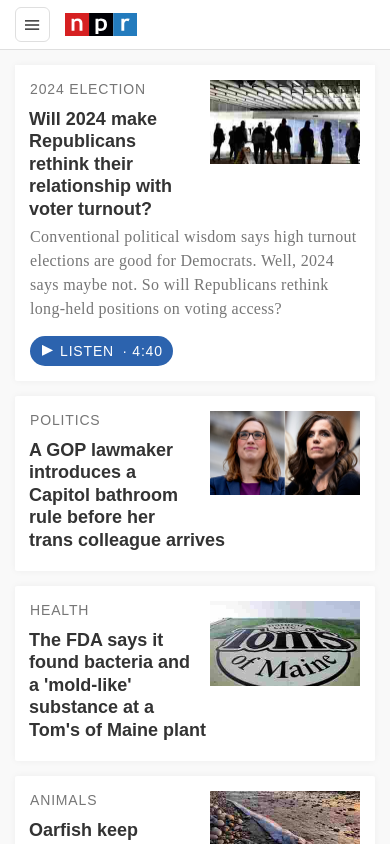 npr
2024 ELECTION
Will 2024 make
Republicans
rethink their
relationship with
voter turnout?
Conventional political wisdom says high turnout
elections are good for Democrats. Well, 2024
says maybe not. So will Republicans rethink
long-held positions on voting access?
LISTEN · 4:40
POLITICS
A GOP lawmaker
introduces a
Capitol bathroom
rule before her
trans colleague arrives
HEALTH
The FDA says it
found bacteria and
a 'mold-like'
substance at a
Tom's of Maine plant
natural care
Tom's
of Maine
ANIMALS
Oarfish keep